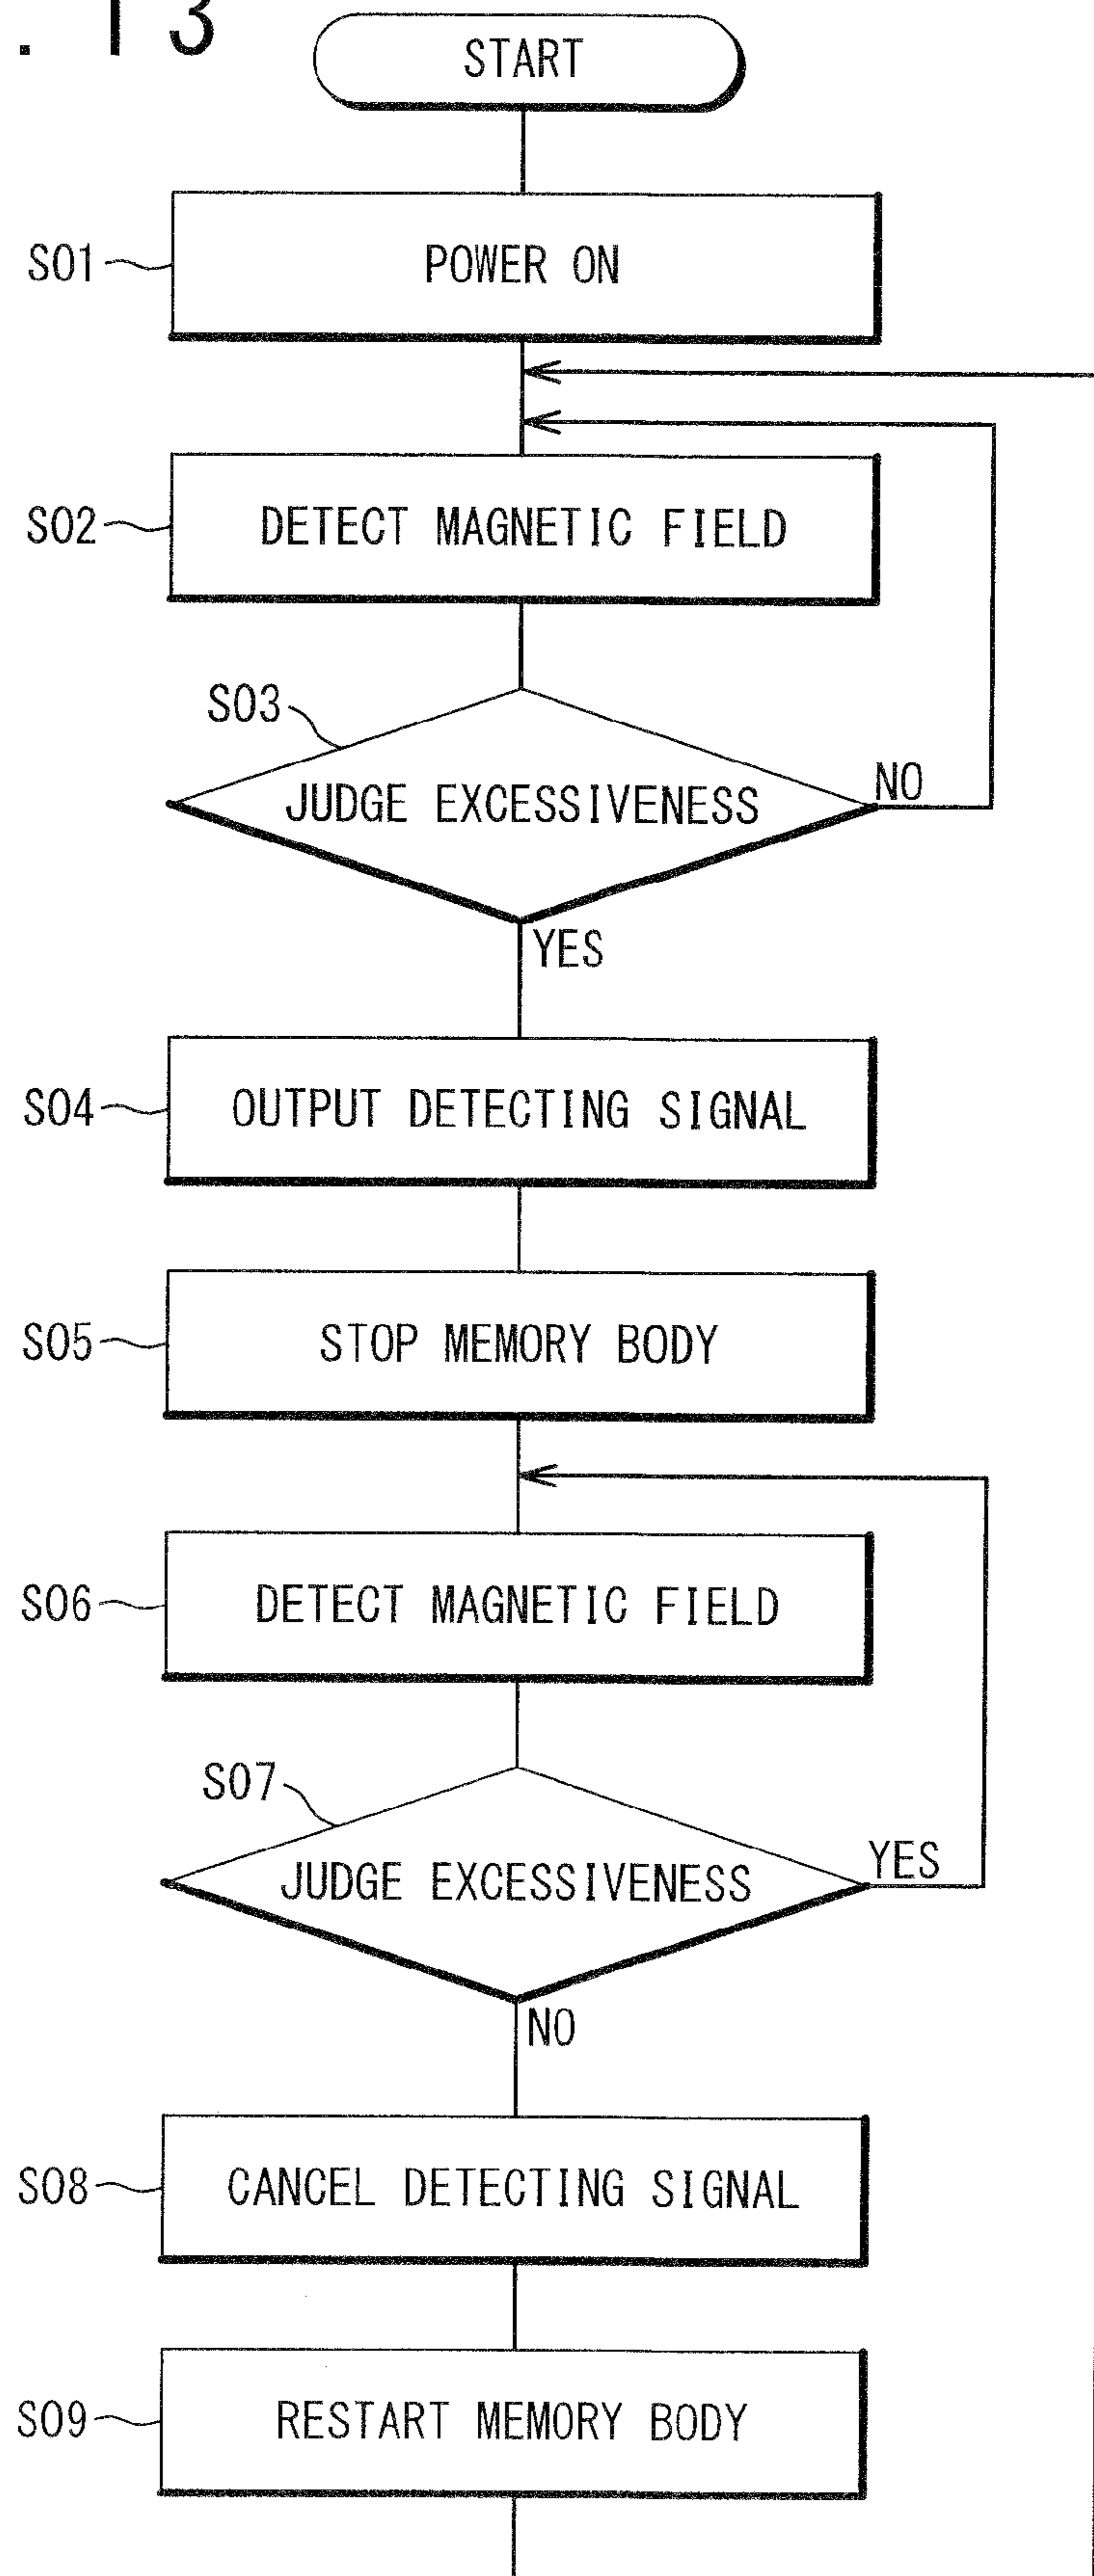 . 13
START
S01
POWER ON
S02
DETECT MAGNETIC FIELD
S03
JUDGE EXCESSIVENESS
NO
YES
S04
OUTPUT DETECTING SIGNAL
S05
STOP MEMORY BODY
S06
DETECT MAGNETIC FIELD
S07
JUDGE EXCESSIVENESS
YES
NO
S08
CANCEL DETECTING SIGNAL
S09
RESTART MEMORY BODY